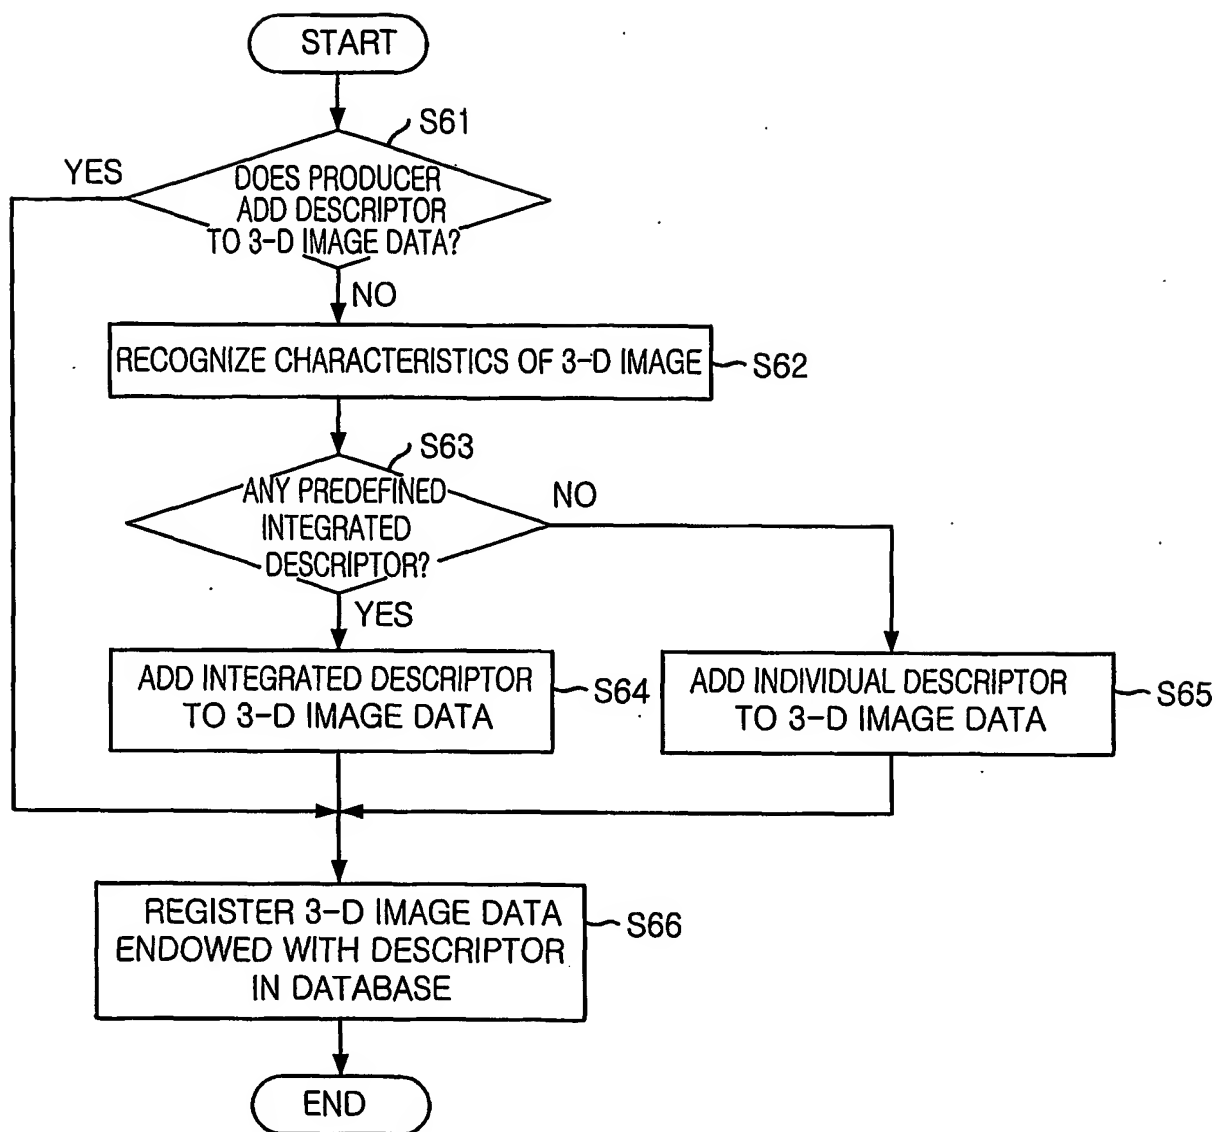 START
S61
YES
DOES PRODUCER
ADD DESCRIPTOR
TO 3-D IMAGE DATA?
NO
RECOGNIZE CHARACTERISTICS OF 3-D IMAGE
S62
S63
ANY PREDEFINED
INTEGRATED
DESCRIPTOR?
NO
YES
ADD INTEGRATED DESCRIPTOR
TO 3-D IMAGE DATA
S64
ADD INDIVIDUAL DESCRIPTOR
TO 3-D IMAGE DATA
S65
REGISTER 3-D IMAGE DATA
ENDOWED WITH DESCRIPTOR
IN DATABASE
S66
END